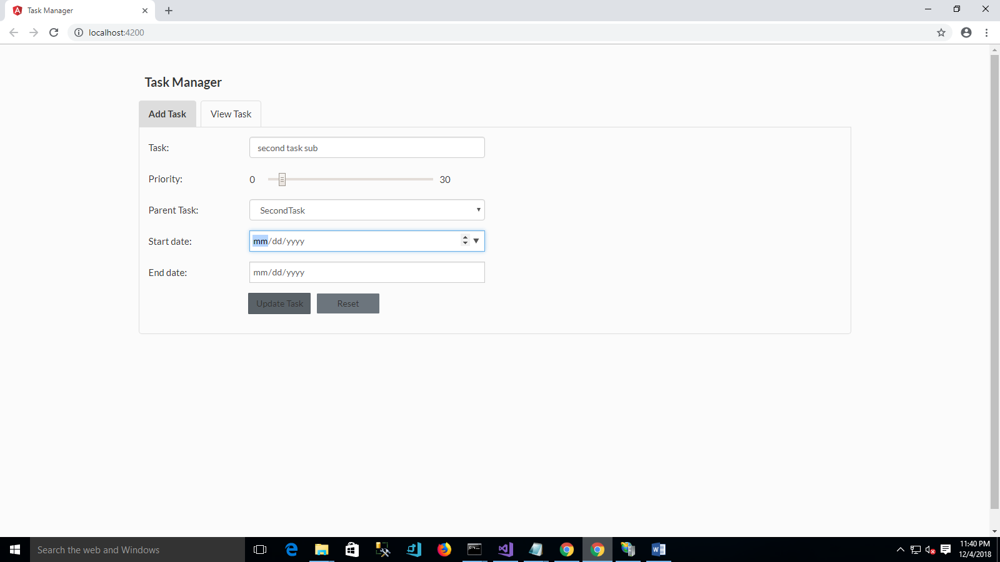 Task Manager
localhost:4200
Task Manager
Add Task
View Task
Task:
second task sub
Priority:
0
30
Parent Task:
SecondTask
Start date:
mm/dd/yyyy
End date:
mm/dd/yyyy
Update Task
Reset
Search the web and Windows
11:40 PM
12/4/2018